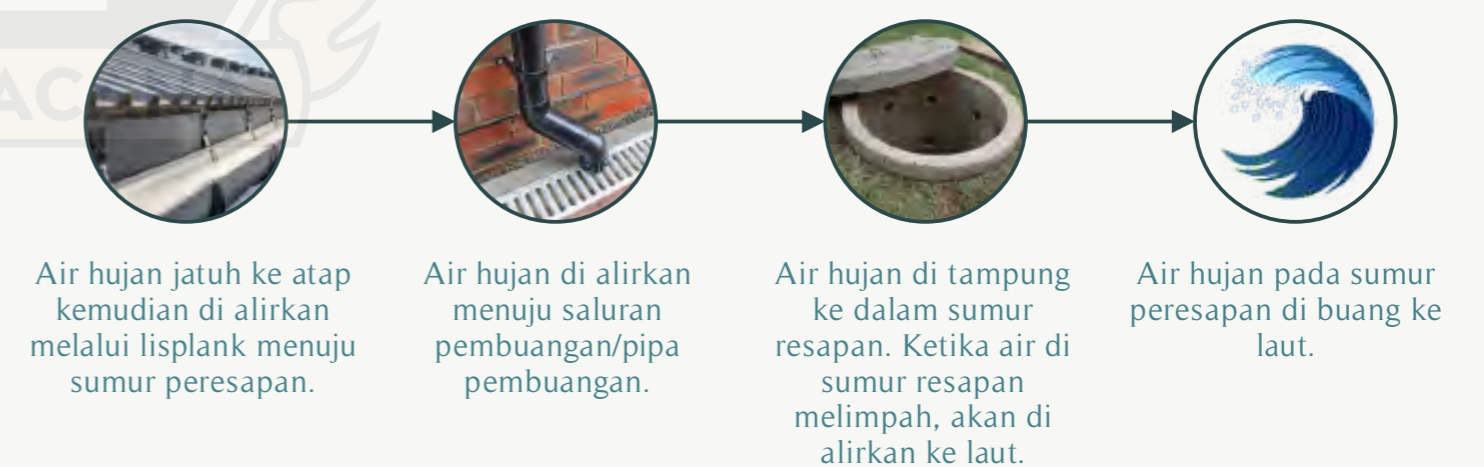 AC
Air hujan jatuh ke atap
kemudian di alirkan
melalui lisplank menuju
sumur peresapan.
Air hujan di alirkan
menuju saluran
pembuangan/pipa
pembuangan.
Air hujan di tampung
ke dalam sumur
resapan. Ketika air di
sumur resapan
melimpah, akan di
alirkan ke laut.
Air hujan pada sumur
peresapan di buang ke
laut.